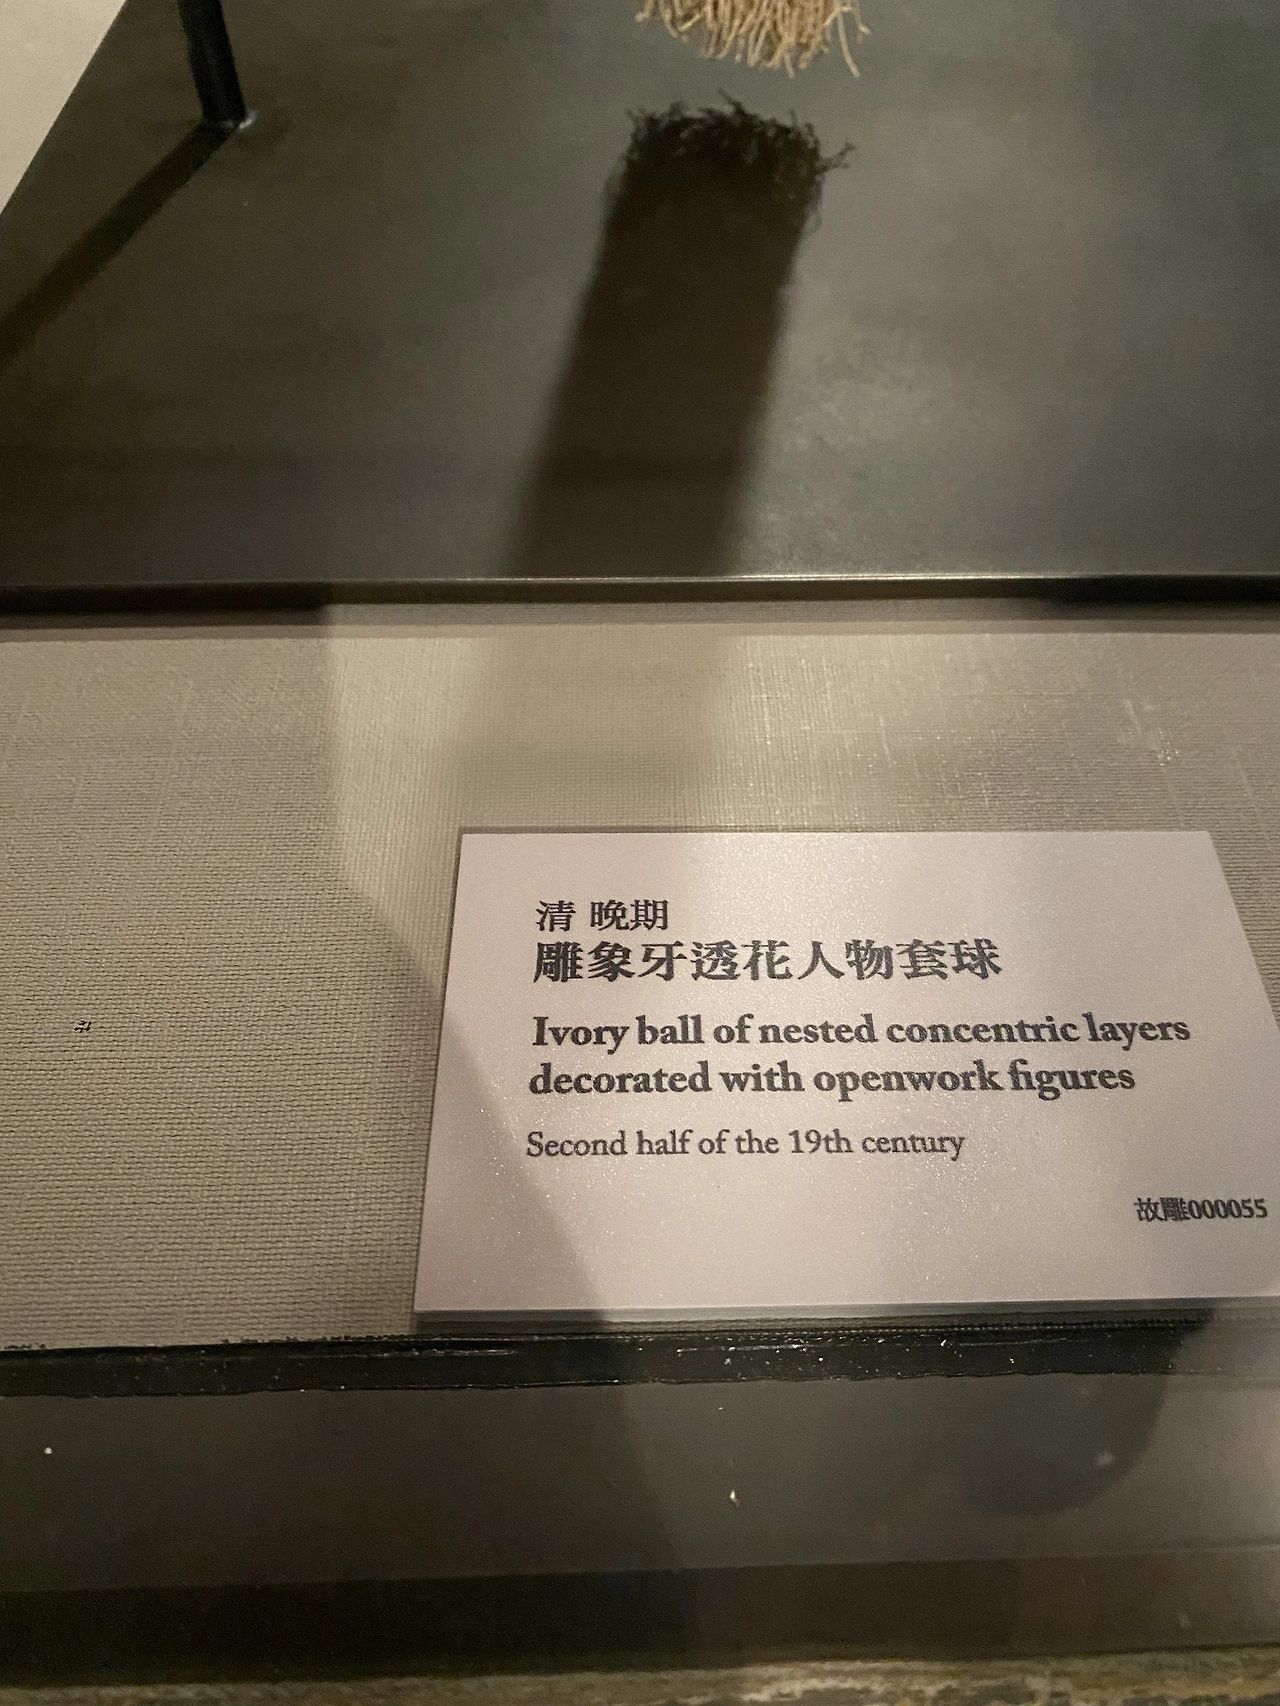 清 晚期
雕象牙透花人物套球
Ivory ball of nested concentric layers
decorated with openwork figures
Second half of the 19th century
故雕000055